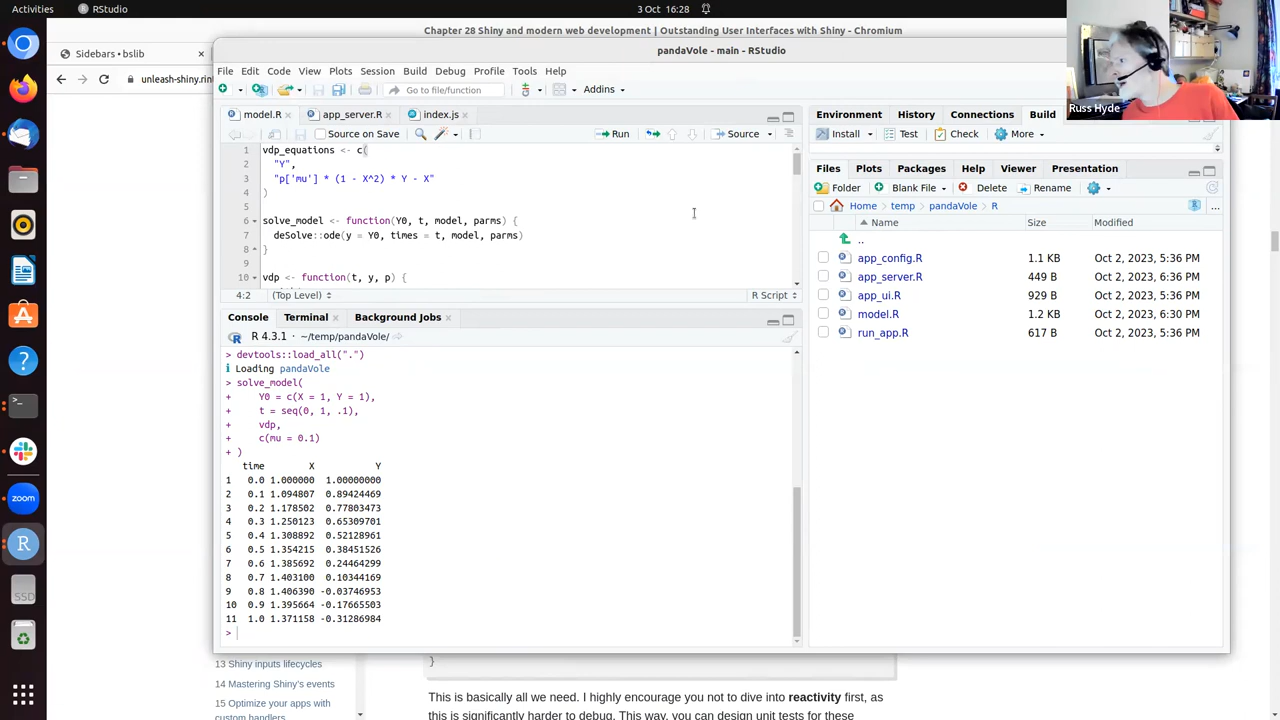 Activities
RStudio
3 Oct 16:28
Chapter 28 Shiny and modern web development | Outstanding User Interfaces with Shiny - Chromium
Sidebars • bslib
unleash-shiny.rin
pandaVole - main - RStudio
File Edit Code View Plots Session Build Debug Profile Tools Help
Go to file/function
Addins
Russ Hyde
model.R
app_server.R
index.js
Source on Save
Run
Source
1 vdp_equations <- c(
2 "Y",
3 "p['mu'] * (1 - X^2) * Y - X"
4 )
5
6 solve_model <- function(Y0, t, model, parms) {
7 deSolve::ode(y = Y0, times = t, model, parms)
8 }
9
10 vdp <- function(t, y, p) {
4:2 (Top Level) R Script
Console Terminal Background Jobs
R 4.3.1 · ~/temp/pandaVole/
> devtools::load_all(".")
ℹ Loading pandaVole
> solve_model(
+ Y0 = c(X = 1, Y = 1),
+ t = seq(0, 1, .1),
+ vdp,
+ c(mu = 0.1)
+ )
time X Y
1 0.0 1.000000 1.00000000
2 0.1 1.094807 0.89424469
3 0.2 1.178502 0.77803473
4 0.3 1.250123 0.65309701
5 0.4 1.308892 0.52128961
6 0.5 1.354215 0.38451526
7 0.6 1.385692 0.24464299
8 0.7 1.403100 0.10344169
9 0.8 1.406390 -0.03746953
10 0.9 1.395664 -0.17665503
11 1.0 1.371158 -0.31286984
>
Environment History Connections Build
Install Test Check More
Files Plots Packages Help Viewer Presentation
Folder Blank File Delete Rename
Home temp pandaVole R
Name Size Modified
..
app_config.R 1.1 KB Oct 2, 2023, 5:36 PM
app_server.R 449 B Oct 2, 2023, 5:36 PM
app_ui.R 929 B Oct 2, 2023, 5:36 PM
model.R 1.2 KB Oct 2, 2023, 6:30 PM
run_app.R 617 B Oct 2, 2023, 5:36 PM
zoom
R
SSD
13 Shiny inputs lifecycles
14 Mastering Shiny's events
15 Optimize your apps with
custom handlers
}
This is basically all we need. I highly encourage you not to dive into reactivity first, as
this is significantly harder to debug. This way, you can design unit tests for these